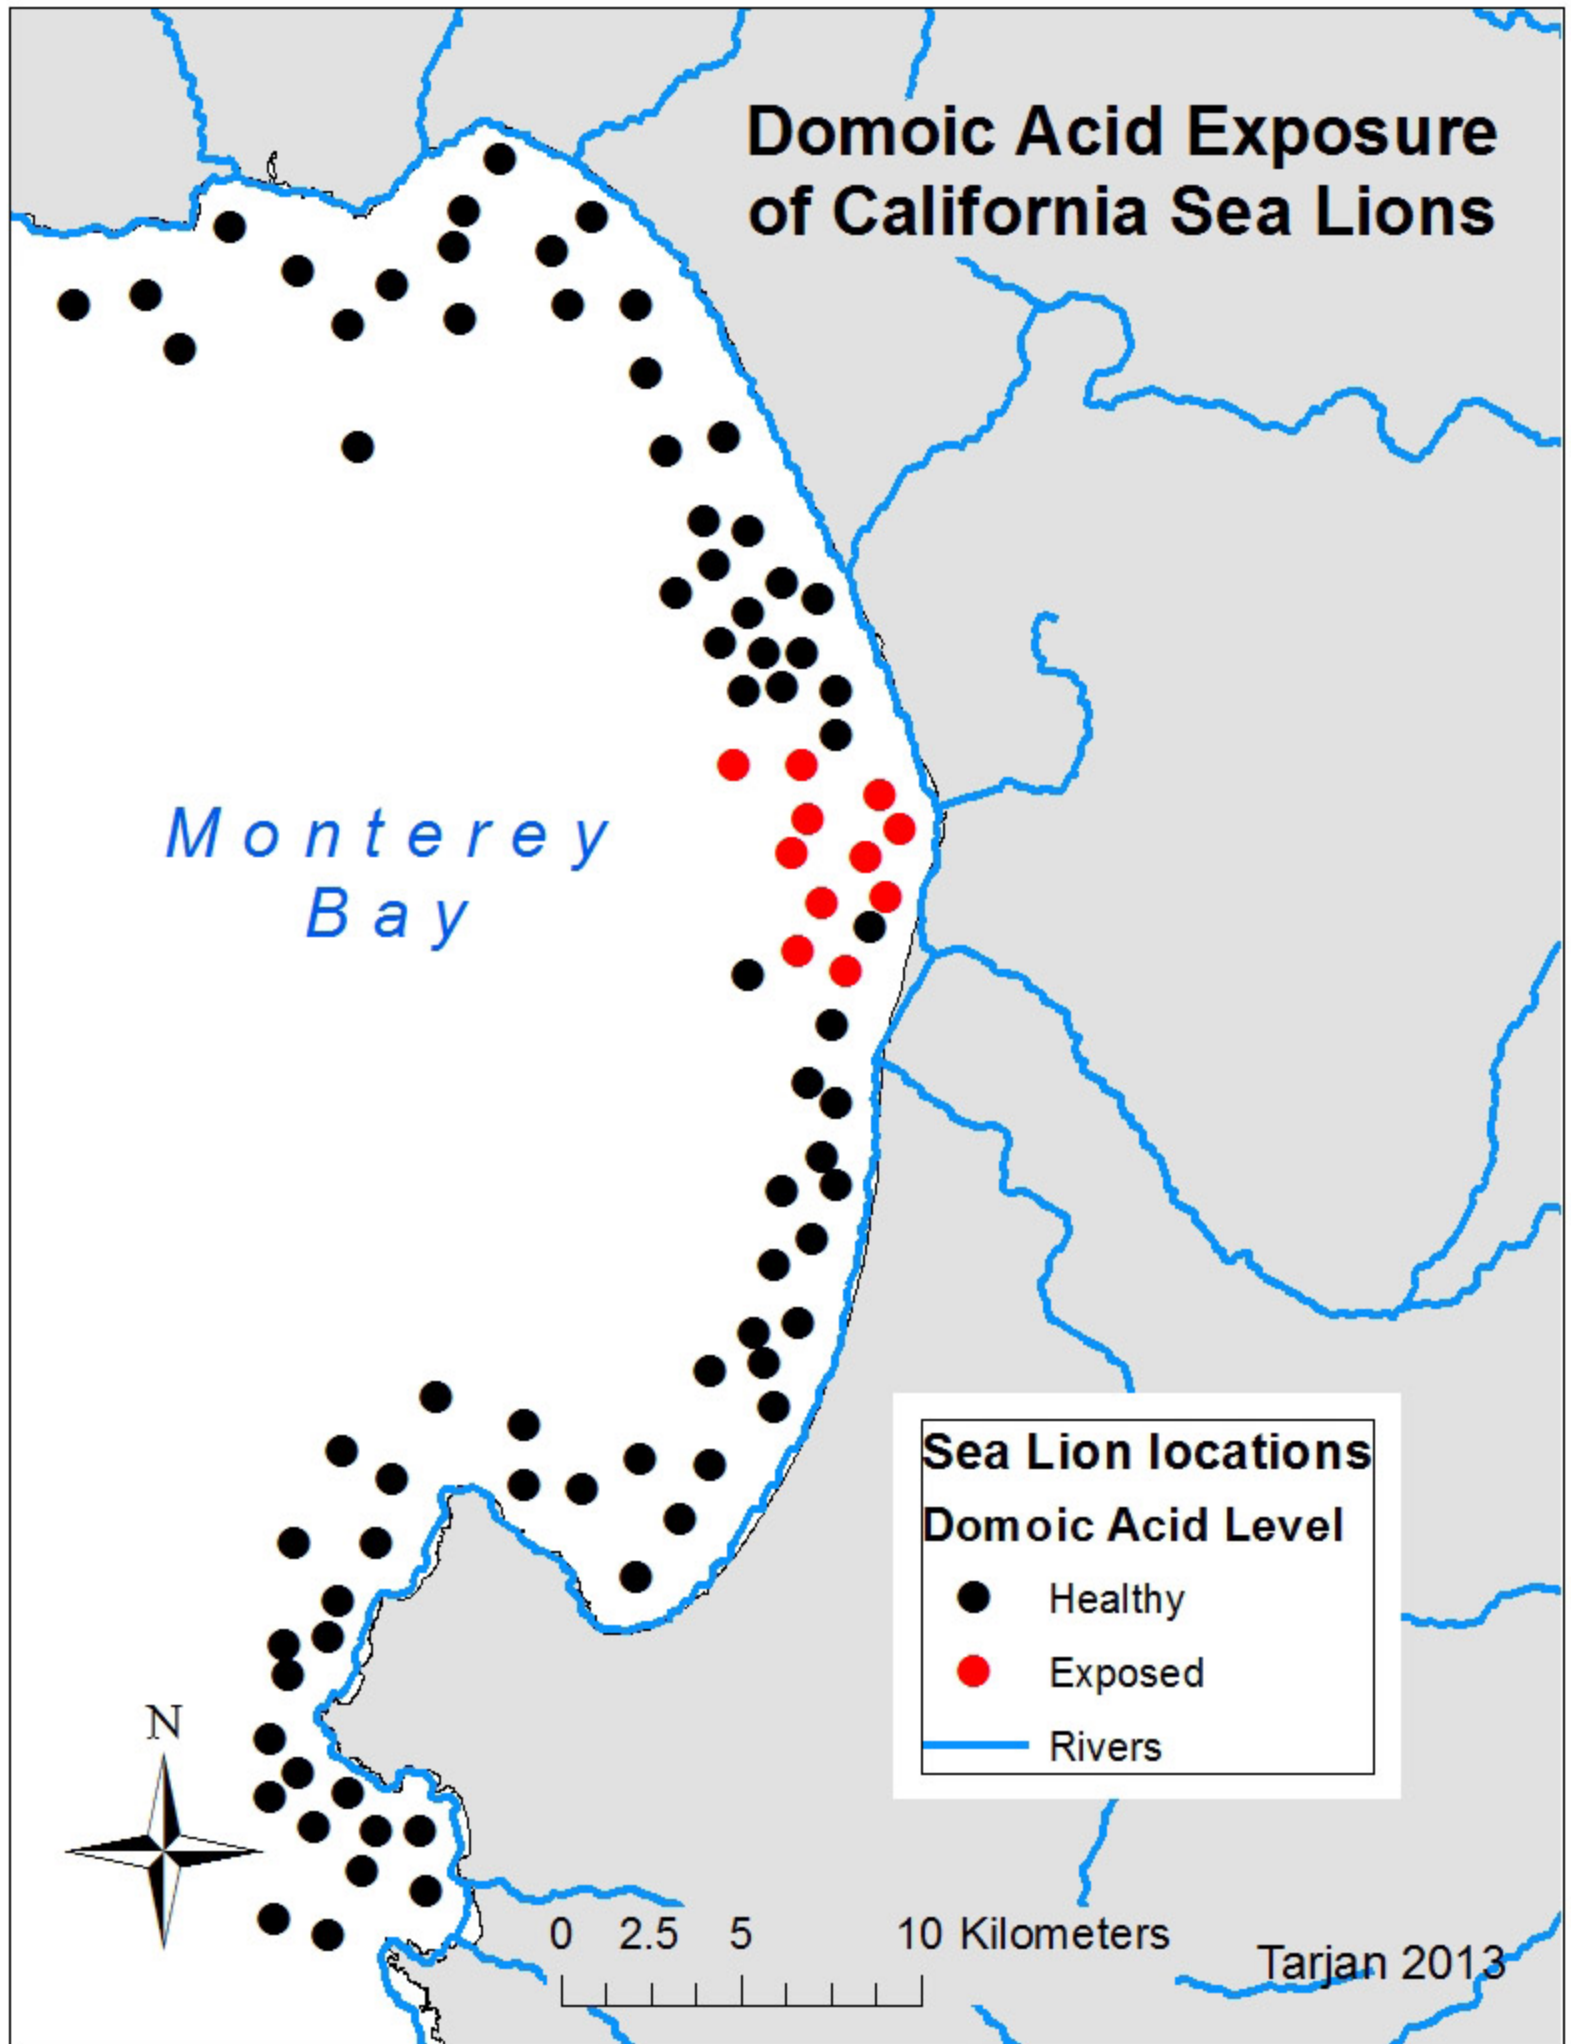 Domoic Acid Exposure
of California Sea Lions
Monterey
Bay
Sea Lion locations
Domoic Acid Level
Healthy
Exposed
Rivers
N
0 2.5 5 10 Kilometers
Tarjan 2013